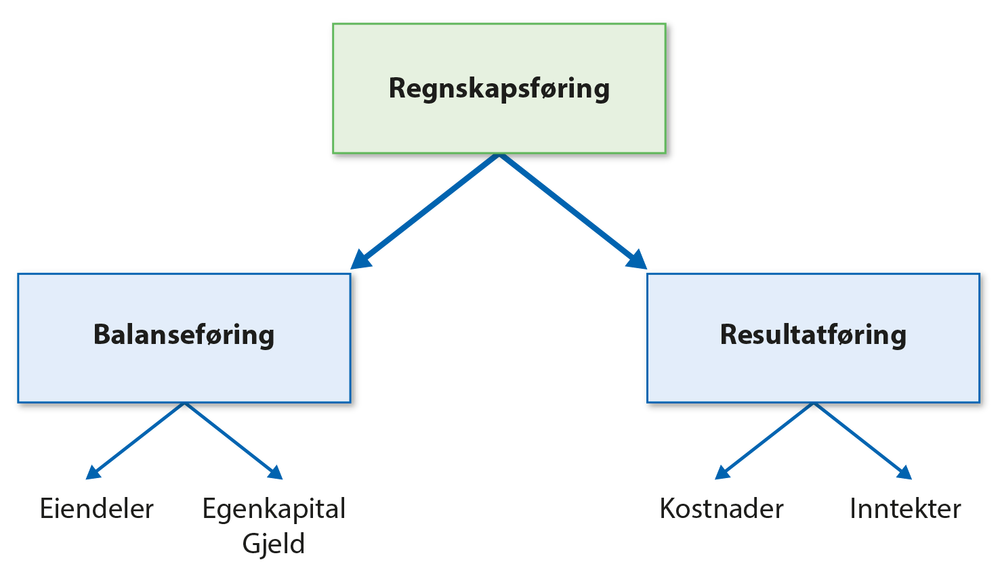 Regnskapsføring
Balanseføring
Resultatføring
Eiendeler
Egenkapital
Gjeld
Kostnader
Inntekter